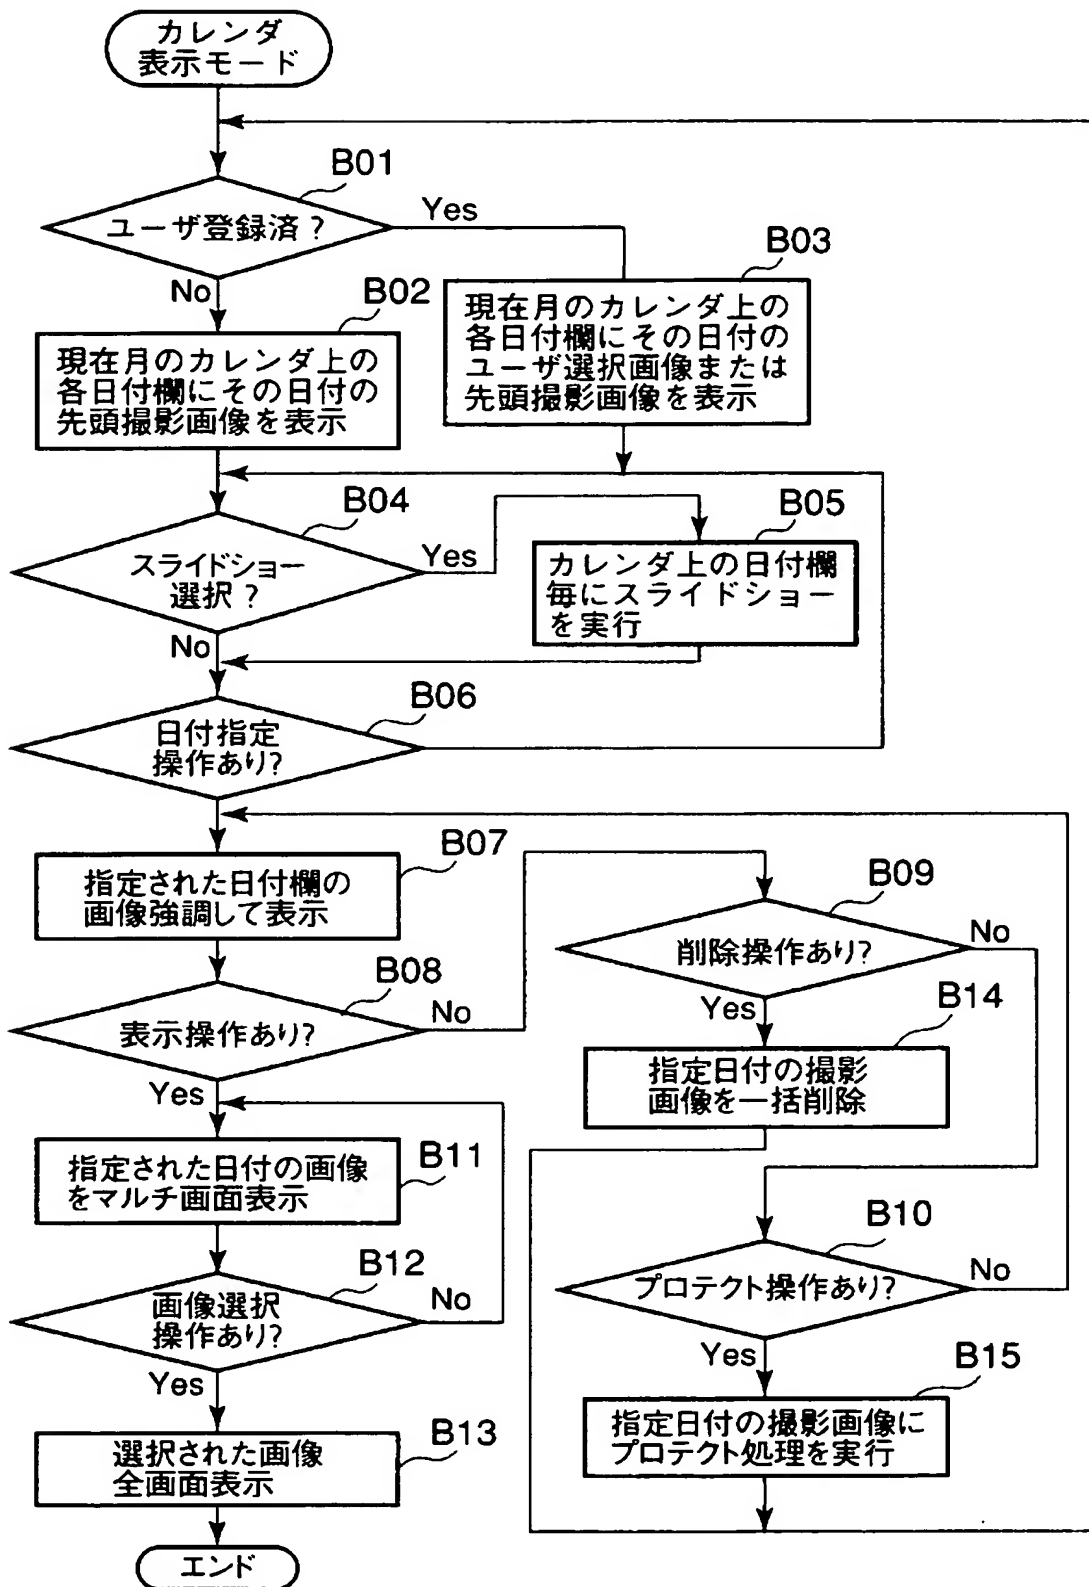 カレンダ
表示モード
B01
ユーザ登録済？
Yes
No
B02
現在月のカレンダ上の
各日付欄にその日付の
先頭撮影画像を表示
B03
現在月のカレンダ上の
各日付欄にその日付の
ユーザ選択画像または
先頭撮影画像を表示
B04
スライドショー
選択？
Yes
No
B05
カレンダ上の日付欄
毎にスライドショー
を実行
B06
日付指定
操作あり?
B07
指定された日付欄の
画像強調して表示
B08
表示操作あり?
No
Yes
B09
削除操作あり?
No
Yes
B14
指定日付の撮影
画像を一括削除
B11
指定された日付の画像
をマルチ画面表示
B12
画像選択
操作あり?
No
Yes
B10
プロテクト操作あり?
No
Yes
B15
指定日付の撮影画像に
プロテクト処理を実行
B13
選択された画像
全画面表示
エンド